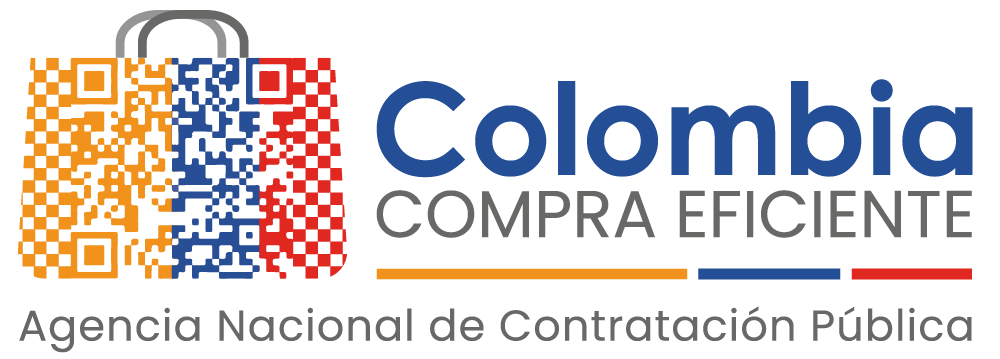 Colombia
COMPRA EFICIENTE
Agencia Nacional de Contratación Pública